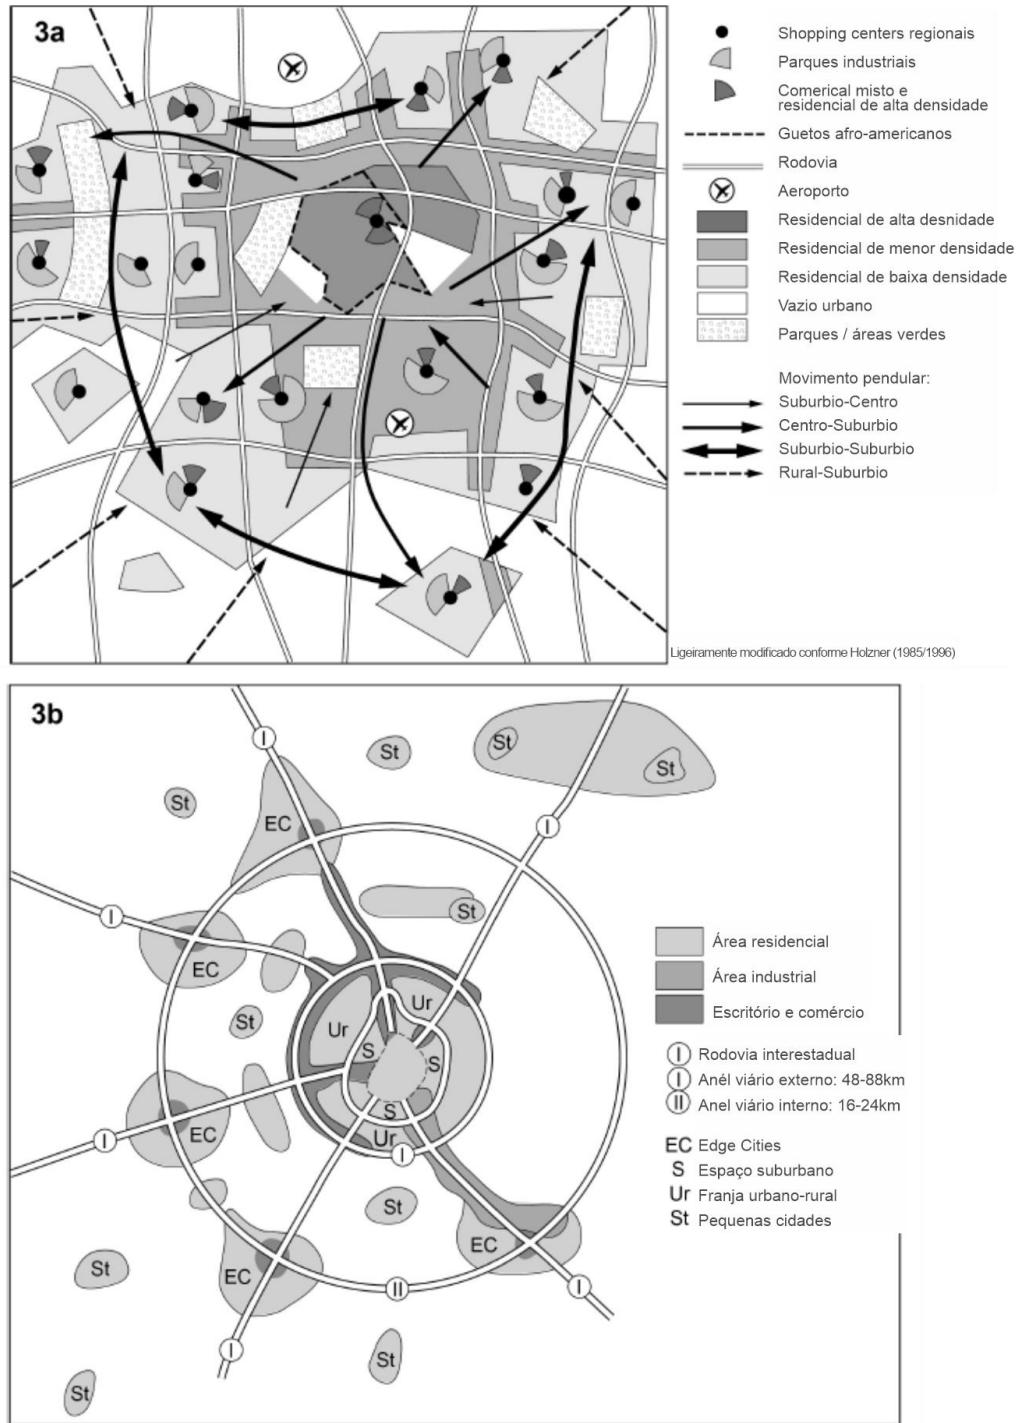 3a
Shopping centers regionais
Parques industriais
Comerical misto e
residencial de alta densidade
Guetos afro-americanos
Rodovia
Aeroporto
Residencial de alta desnidade
Residencial de menor densidade
Residencial de baixa densidade
Vazio urbano
Parques / áreas verdes
Movimento pendular:
Suburbio-Centro
Centro-Suburbio
Suburbio-Suburbio
Rural-Suburbio
Ligeiramente modificado conforme Holzner (1985/1996)
3b
I
St
St
St
St
EC
I
I
St
I
EC
Ur
Ur
St
S
S
EC
S
Ur
I
I
St
EC
EC
St
II
I
I
St
St
Área residencial
Área industrial
Escritório e comércio
I Rodovia interestadual
I Anél viário externo: 48-88km
II Anel viário interno: 16-24km
EC Edge Cities
S Espaço suburbano
Ur Franja urbano-rural
St Pequenas cidades